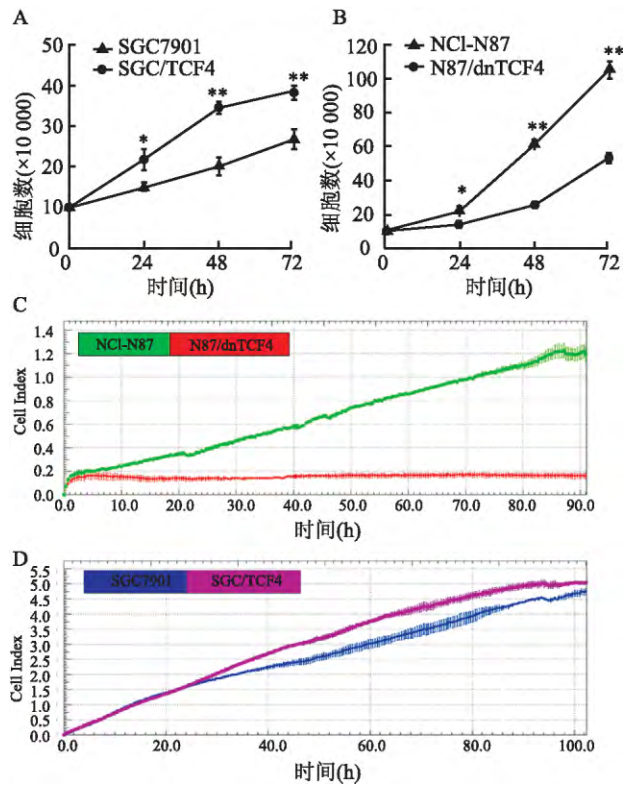 A
SGC7901
SGC/TCF4
细胞数(×10 000)
50
40
30
20
10
0
*
**
**
0 24 48 72
时间(h)
B
NCl-N87
N87/dnTCF4
细胞数(×10 000)
120
100
80
60
40
20
0
*
**
**
0 24 48 72
时间(h)
C
NCl-N87 N87/dnTCF4
Cell Index
1.4
1.2
1.0
0.8
0.6
0.4
0.2
0.0
0.0 10.0 20.0 30.0 40.0 50.0 60.0 70.0 80.0 90.0
时间(h)
D
SGC7901 SGC/TCF4
Cell Index
5.5
5.0
4.5
4.0
3.5
3.0
2.5
2.0
1.5
1.0
0.5
0.0
0.0 20.0 40.0 60.0 80.0 100.0
时间(h)